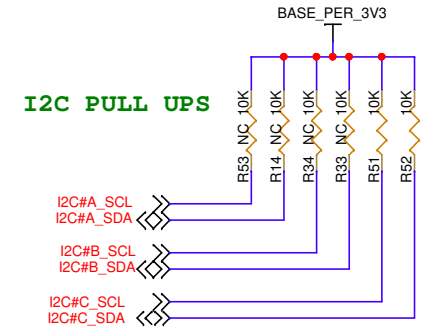 BASE_PER_3V3
I2C PULL UPS
R53 NC 10K
R14 NC 10K
R34 NC 10K
R33 NC 10K
R51 10K
R52 10K
I2C#A_SCL
I2C#A_SDA
I2C#B_SCL
I2C#B_SDA
I2C#C_SCL
I2C#C_SDA